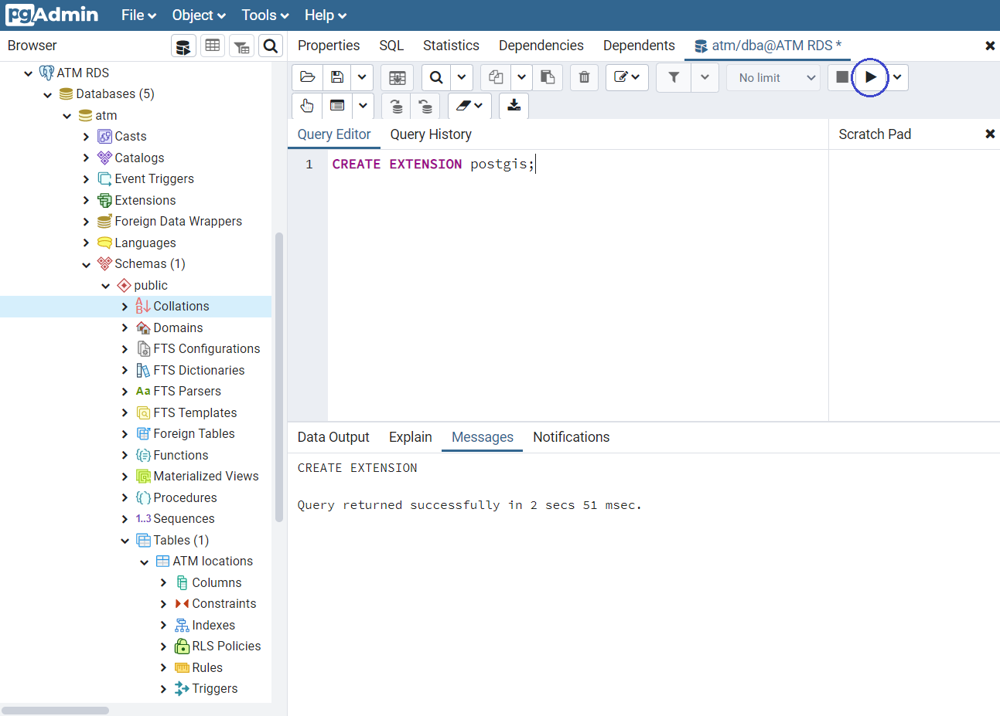 pgAdmin File Object Tools Help
Browser
Properties SQL Statistics Dependencies Dependents atm/dba@ATM RDS *
No limit
ATM RDS
Databases (5)
atm
Casts
Catalogs
Event Triggers
Extensions
Foreign Data Wrappers
Languages
Schemas (1)
public
Collations
Domains
FTS Configurations
FTS Dictionaries
Aa FTS Parsers
FTS Templates
Foreign Tables
Functions
Materialized Views
Procedures
1..3 Sequences
Tables (1)
ATM locations
Columns
Constraints
Indexes
RLS Policies
Rules
Triggers
Query Editor Query History
Scratch Pad
1 CREATE EXTENSION postgis;
Data Output Explain Messages Notifications
CREATE EXTENSION
Query returned successfully in 2 secs 51 msec.